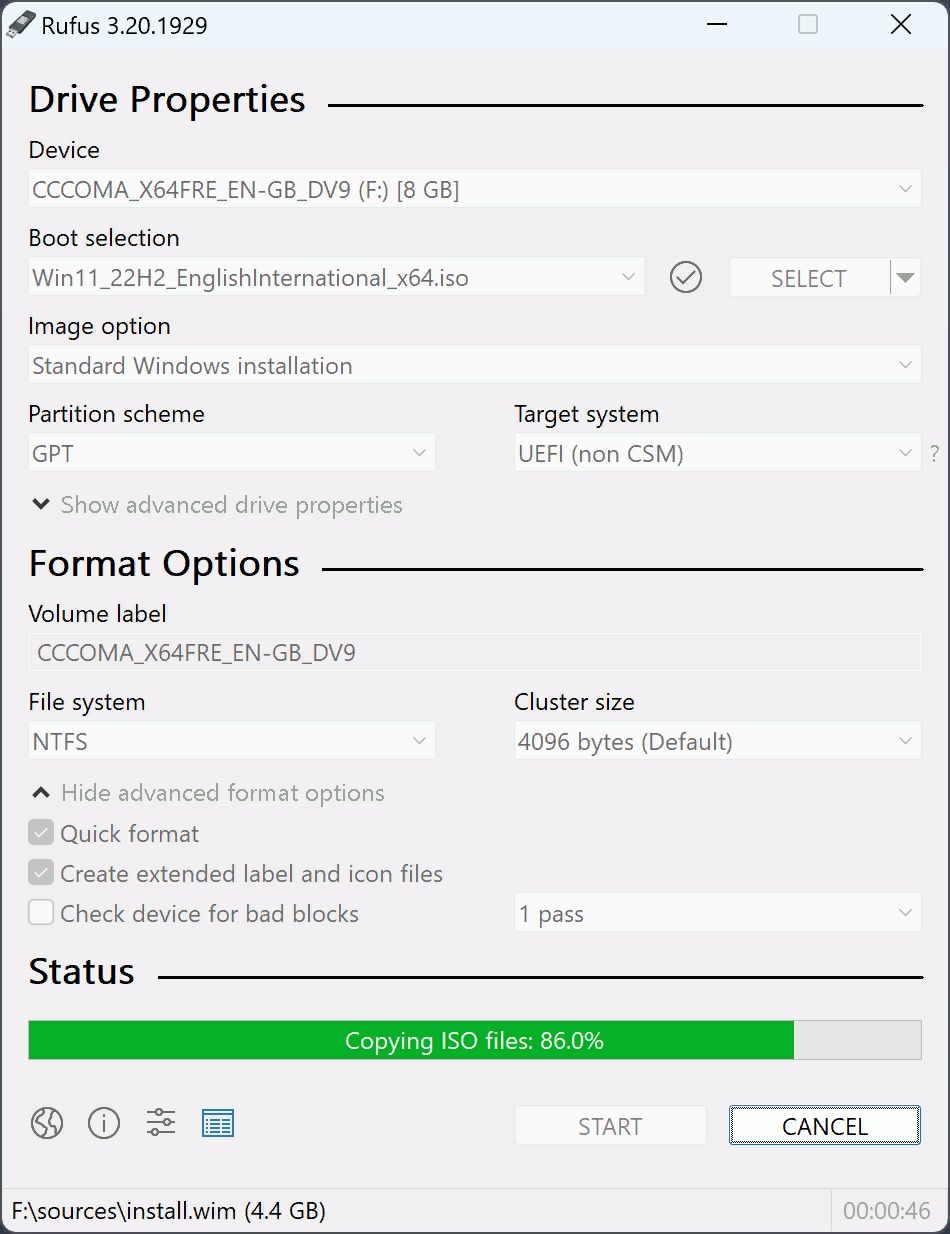 Rufus 3.20.1929
Drive Properties
Device
CCCOMA_X64FRE_EN-GB_DV9 (F:) [8 GB]
Boot selection
Win11_22H2_EnglishInternational_x64.iso
SELECT
Image option
Standard Windows installation
Partition scheme
Target system
GPT
UEFI (non CSM)
?
Show advanced drive properties
Format Options
Volume label
CCCOMA_X64FRE_EN-GB_DV9
File system
Cluster size
NTFS
4096 bytes (Default)
Hide advanced format options
Quick format
Create extended label and icon files
Check device for bad blocks
1 pass
Status
Copying ISO files: 86.0%
START
CANCEL
F:\sources\install.wim (4.4 GB)
00:00:46